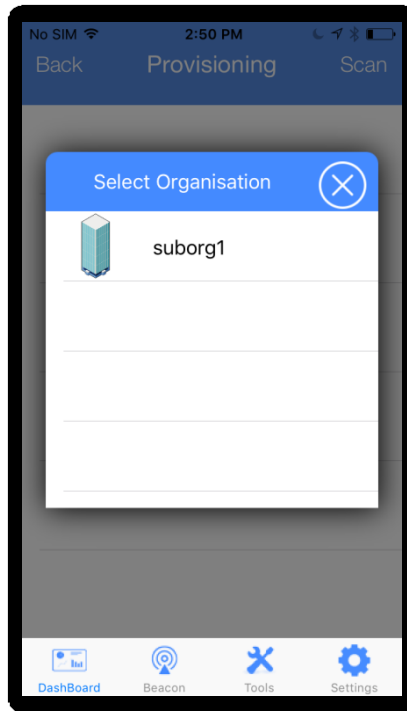 No SIM 2:50 PM
Back Provisioning Scan
Select Organisation
suborg1
DashBoard Beacon Tools Settings